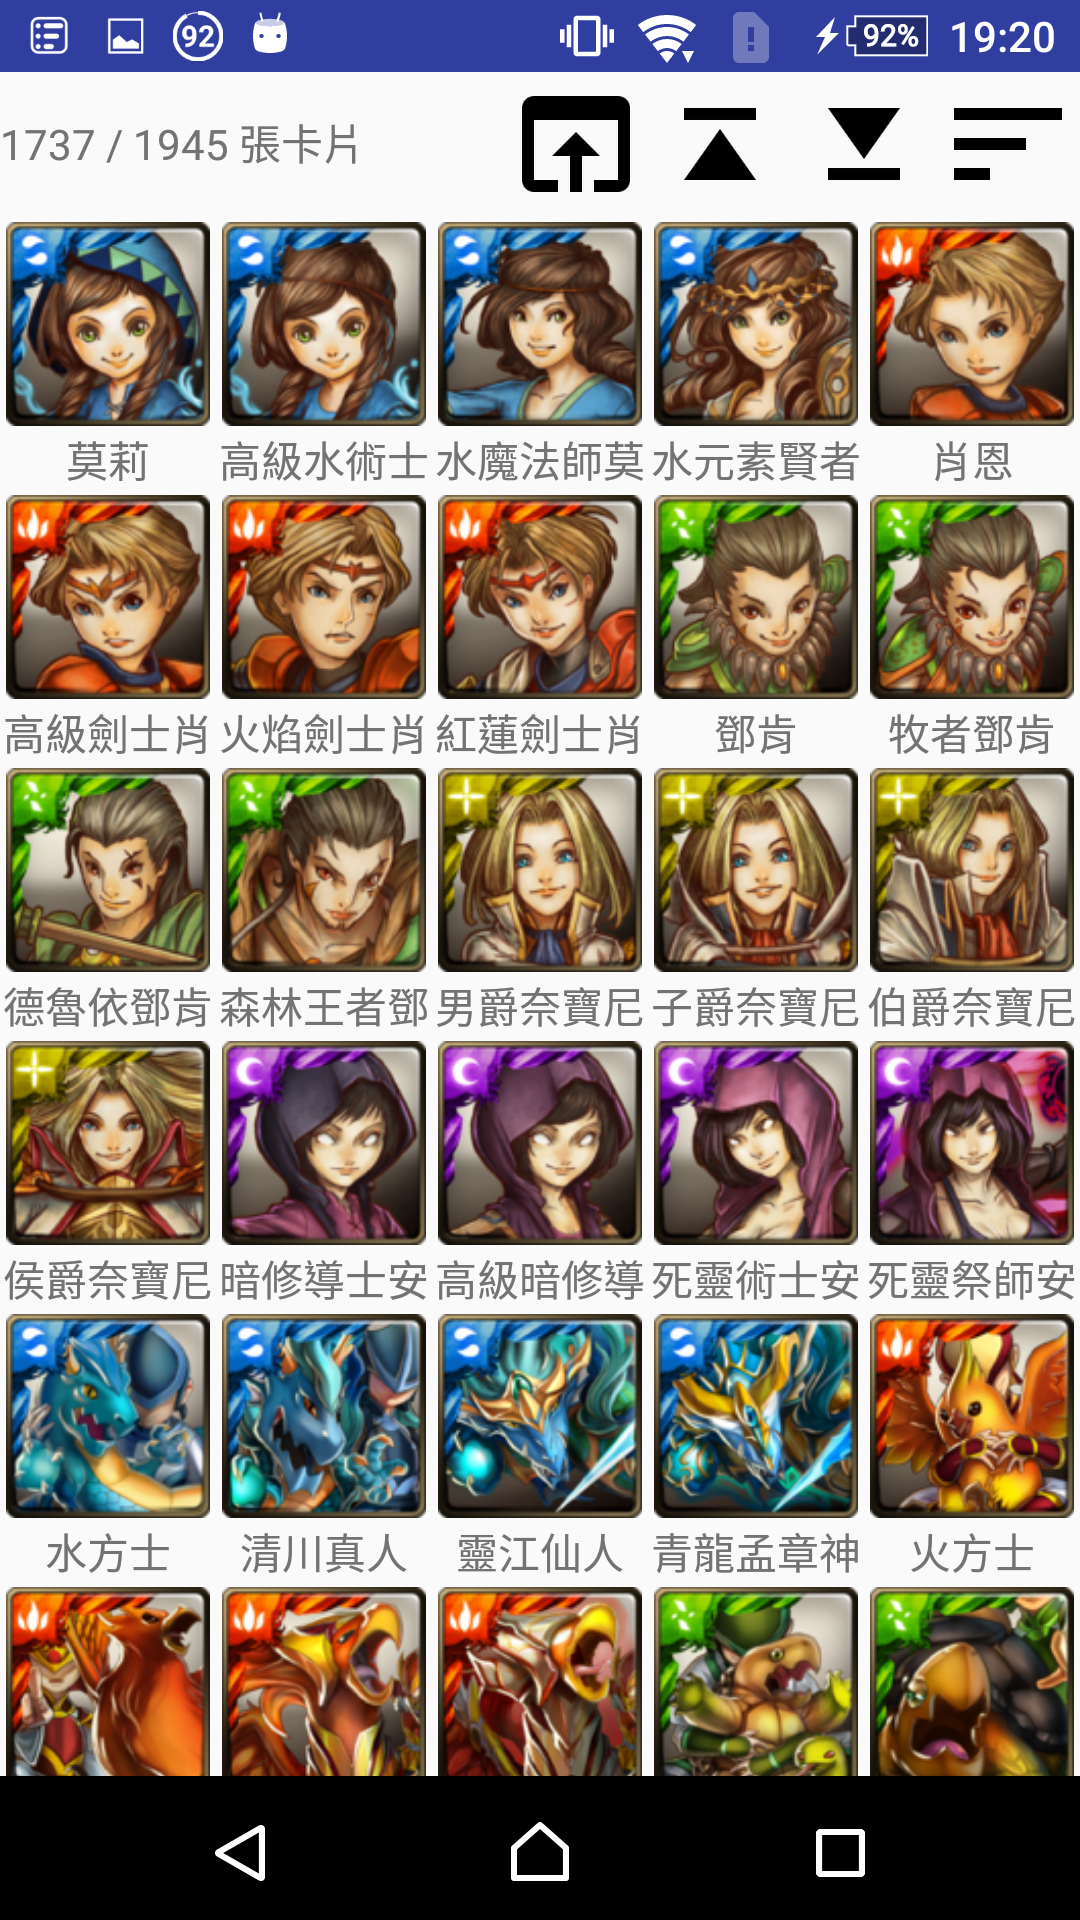 92
92%
19:20
1737 / 1945 張卡片
莫莉 高級水術士 水魔法師莫 水元素賢者 肖恩
高級劍士肖 火焰劍士肖 紅蓮劍士肖 鄧肯 牧者鄧肯
德魯依鄧肯 森林王者鄧 男爵奈寶尼 子爵奈寶尼 伯爵奈寶尼
侯爵奈寶尼 暗修導士安 高級暗修導 死靈術士安 死靈祭師安
水方士 清川真人 靈江仙人 青龍孟章神 火方士